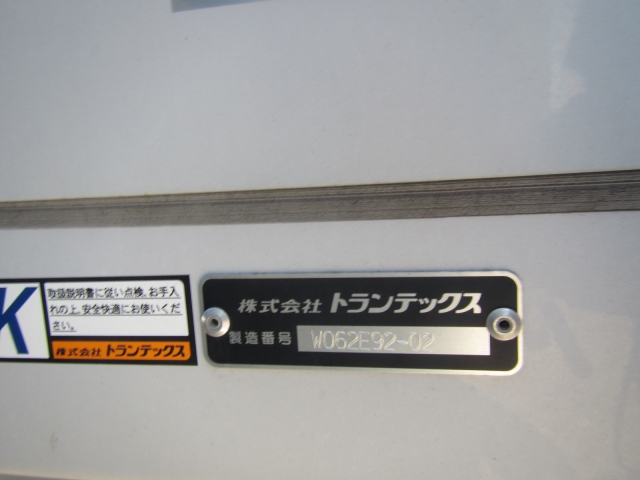 K
取扱説明書に従い点検、お手入
れの上、安全快適にお使いくだ
さい。
株式会社 トランテックス
株式会社 トランテックス
製造番号 W062E92-02